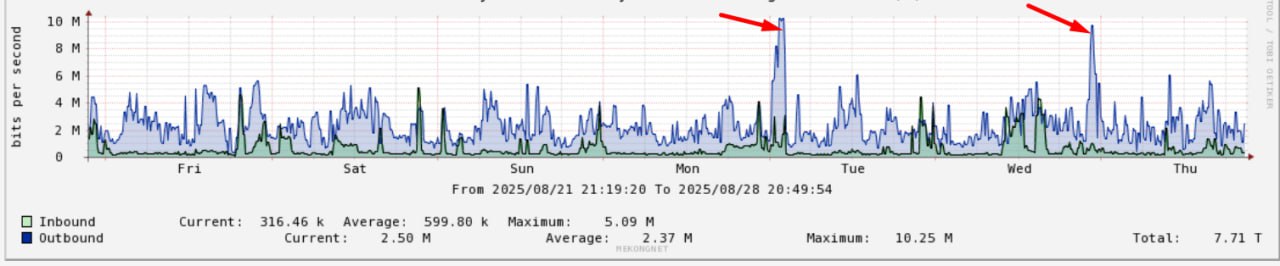 bits per second
10 M
8 M
6 M
4 M
2 M
0
Fri Sat Sun Mon Tue Wed Thu
From 2025/08/21 21:19:20 To 2025/08/28 20:49:54
Inbound Current: 316.46 k Average: 599.80 k Maximum: 5.09 M
Outbound Current: 2.50 M Average: 2.37 M Maximum: 10.25 M Total: 7.71 T
MEKONGNET
TOOL / TOBI OETIKER